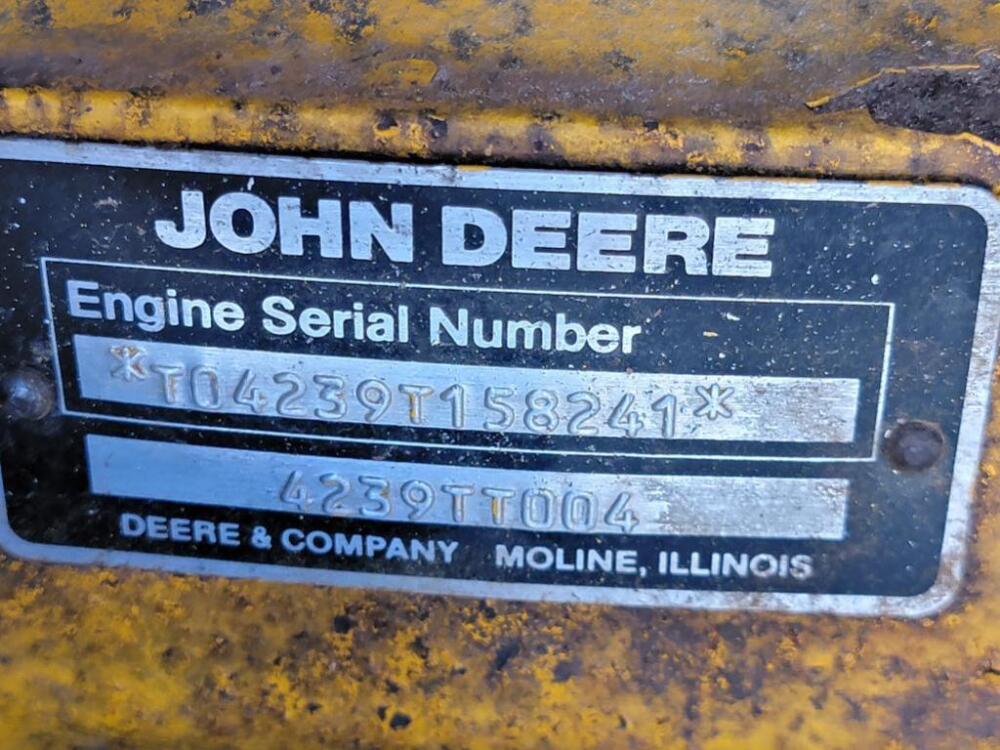 JOHN DEERE
Engine Serial Number
*T04239T158241*
4239TT004
DEERE & COMPANY MOLINE, ILLINOIS